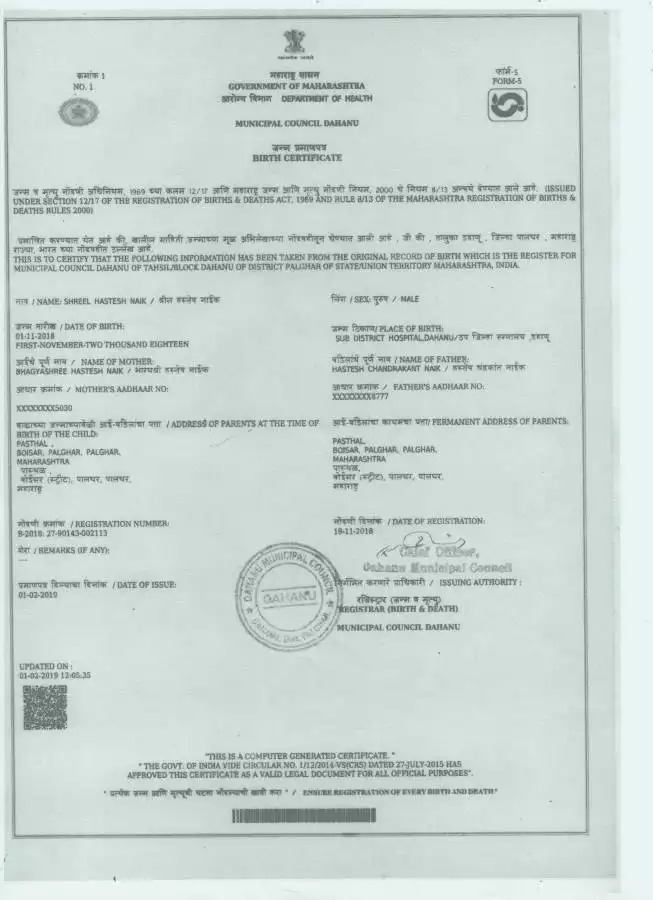 क्रमांक 1
NO. 1
महाराष्ट्र शासन
GOVERNMENT OF MAHARASHTRA
आरोग्य विभाग DEPARTMENT OF HEALTH
फॉर्म-5
FORM-5
MUNICIPAL COUNCIL DAHANU
जन्म प्रमाणपत्र
BIRTH CERTIFICATE
जन्म व मृत्यू नोंदणी अधिनियम, 1969 च्या कलम 12/17 आणि महाराष्ट्र जन्म आणि मृत्यू नोंदणी नियम, 2000 चे नियम 8/13 अन्वये देण्यात आले आहे. (ISSUED
UNDER SECTION 12/17 OF THE REGISTRATION OF BIRTHS & DEATHS ACT, 1969 AND RULE 8/13 OF THE MAHARASHTRA REGISTRATION OF BIRTHS &
DEATHS RULES 2000)
प्रमाणित करण्यात येत आहे की, खालील माहिती जन्माच्या मूळ अभिलेखाच्या नोंदवहीतून घेण्यात आली आहे , जी की , तालुका डहाणू , जिल्हा पालघर , महाराष्ट्र
राज्या, भारत च्या नोंदवहीत उल्लेख आहे.
THIS IS TO CERTIFY THAT THE FOLLOWING INFORMATION HAS BEEN TAKEN FROM THE ORIGINAL RECORD OF BIRTH WHICH IS THE REGISTER FOR
MUNICIPAL COUNCIL DAHANU OF TAHSIL/BLOCK DAHANU OF DISTRICT PALGHAR OF STATE/UNION TERRITORY MAHARASHTRA, INDIA.
नाव / NAME: SHREEL HASTESH NAIK / श्रील हस्तेष नाईक
लिंग / SEX: पुरुष / MALE
जन्म तारीख / DATE OF BIRTH:
01-11-2018
FIRST-NOVEMBER-TWO THOUSAND EIGHTEEN
जन्म ठिकाण/PLACE OF BIRTH:
SUB DISTRICT HOSPITAL,DAHANU/उप जिल्हा रुग्णालय ,डहाणू
आईचे पूर्ण नाव / NAME OF MOTHER:
BHAGYASHREE HASTESH NAIK / भाग्यश्री हस्तेष नाईक
वडिलांचे पूर्ण नाव / NAME OF FATHER:
HASTESH CHANDRAKANT NAIK / हस्तेष चंद्रकांत नाईक
आधार क्रमांक / MOTHER'S AADHAAR NO:
XXXXXXXX5030
आधार क्रमांक / FATHER'S AADHAAR NO:
XXXXXXXX8777
बाळाच्या जन्माच्यावेळी आई-वडिलांचा पत्ता / ADDRESS OF PARENTS AT THE TIME OF
BIRTH OF THE CHILD:
PASTHAL ,
BOISAR, PALGHAR, PALGHAR,
MAHARASHTRA
पास्थळ ,
बोईसर (स्ट्रीट), पालघर, पालघर,
महाराष्ट्र
आई-वडिलांचा कायमचा पत्ता/ PERMANENT ADDRESS OF PARENTS:
PASTHAL,
BOISAR, PALGHAR, PALGHAR,
MAHARASHTRA
पास्थळ,
बोईसर (स्ट्रीट), पालघर, पालघर,
महाराष्ट्र
नोंदणी क्रमांक / REGISTRATION NUMBER:
B-2018: 27-90143-002113
नोंदणी दिनांक / DATE OF REGISTRATION:
19-11-2018
शेरा / REMARKS (IF ANY):
---
Chief Officer,
Dahanu Municipal Council
प्रमाणपत्र दिल्याचा दिनांक / DATE OF ISSUE:
01-02-2019
निर्गमित करणारे प्राधिकारी / ISSUING AUTHORITY :
रजिस्ट्रार (जन्म व मृत्यू)
REGISTRAR (BIRTH & DEATH)
MUNICIPAL COUNCIL DAHANU
DAHANU MUNICIPAL COUNCIL
DAHANU
UPDATED ON :
01-02-2019 12:05:35
"THIS IS A COMPUTER GENERATED CERTIFICATE. "
" THE GOVT. OF INDIA VIDE CIRCULAR NO. 1/12/2014-VS(CRS) DATED 27-JULY-2015 HAS
APPROVED THIS CERTIFICATE AS A VALID LEGAL DOCUMENT FOR ALL OFFICIAL PURPOSES".
" प्रत्येक जन्म आणि मृत्यूची घटना नोंदल्याची खात्री करा " / ENSURE REGISTRATION OF EVERY BIRTH AND DEATH"